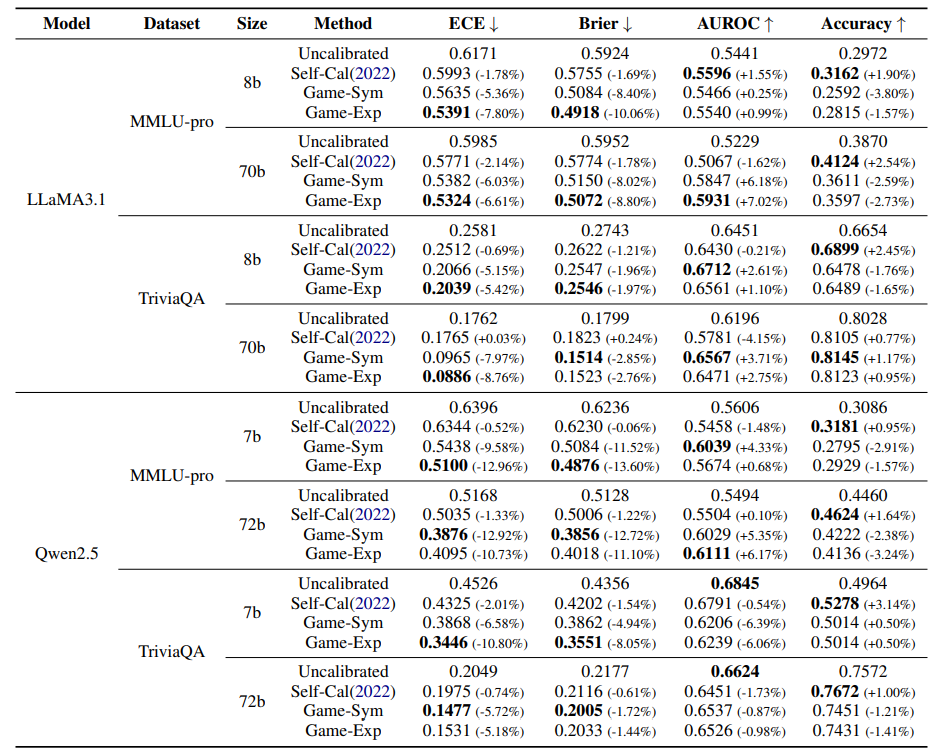 Model Dataset Size Method ECE ↓ Brier ↓ AUROC ↑ Accuracy ↑
Uncalibrated 0.6171 0.5924 0.5441 0.2972
8b Self-Cal(2022) 0.5993 (-1.78%) 0.5755 (-1.69%) 0.5596 (+1.55%) 0.3162 (+1.90%)
Game-Sym 0.5635 (-5.36%) 0.5084 (-8.40%) 0.5466 (+0.25%) 0.2592 (-3.80%)
Game-Exp 0.5391 (-7.80%) 0.4918 (-10.06%) 0.5540 (+0.99%) 0.2815 (-1.57%)
MMLU-pro
Uncalibrated 0.5985 0.5952 0.5229 0.3870
70b Self-Cal(2022) 0.5771 (-2.14%) 0.5774 (-1.78%) 0.5067 (-1.62%) 0.4124 (+2.54%)
Game-Sym 0.5382 (-6.03%) 0.5150 (-8.02%) 0.5847 (+6.18%) 0.3611 (-2.59%)
LLaMA3.1 Game-Exp 0.5324 (-6.61%) 0.5072 (-8.80%) 0.5931 (+7.02%) 0.3597 (-2.73%)
Uncalibrated 0.2581 0.2743 0.6451 0.6654
8b Self-Cal(2022) 0.2512 (-0.69%) 0.2622 (-1.21%) 0.6430 (-0.21%) 0.6899 (+2.45%)
Game-Sym 0.2066 (-5.15%) 0.2547 (-1.96%) 0.6712 (+2.61%) 0.6478 (-1.76%)
Game-Exp 0.2039 (-5.42%) 0.2546 (-1.97%) 0.6561 (+1.10%) 0.6489 (-1.65%)
TriviaQA
Uncalibrated 0.1762 0.1799 0.6196 0.8028
70b Self-Cal(2022) 0.1765 (+0.03%) 0.1823 (+0.24%) 0.5781 (-4.15%) 0.8105 (+0.77%)
Game-Sym 0.0965 (-7.97%) 0.1514 (-2.85%) 0.6567 (+3.71%) 0.8145 (+1.17%)
Game-Exp 0.0886 (-8.76%) 0.1523 (-2.76%) 0.6471 (+2.75%) 0.8123 (+0.95%)
Uncalibrated 0.6396 0.6236 0.5606 0.3086
7b Self-Cal(2022) 0.6344 (-0.52%) 0.6230 (-0.06%) 0.5458 (-1.48%) 0.3181 (+0.95%)
Game-Sym 0.5438 (-9.58%) 0.5084 (-11.52%) 0.6039 (+4.33%) 0.2795 (-2.91%)
Game-Exp 0.5100 (-12.96%) 0.4876 (-13.60%) 0.5674 (+0.68%) 0.2929 (-1.57%)
MMLU-pro
Uncalibrated 0.5168 0.5128 0.5494 0.4460
72b Self-Cal(2022) 0.5035 (-1.33%) 0.5006 (-1.22%) 0.5504 (+0.10%) 0.4624 (+1.64%)
Game-Sym 0.3876 (-12.92%) 0.3856 (-12.72%) 0.6029 (+5.35%) 0.4222 (-2.38%)
Qwen2.5 Game-Exp 0.4095 (-10.73%) 0.4018 (-11.10%) 0.6111 (+6.17%) 0.4136 (-3.24%)
Uncalibrated 0.4526 0.4356 0.6845 0.4964
7b Self-Cal(2022) 0.4325 (-2.01%) 0.4202 (-1.54%) 0.6791 (-0.54%) 0.5278 (+3.14%)
Game-Sym 0.3868 (-6.58%) 0.3862 (-4.94%) 0.6206 (-6.39%) 0.5014 (+0.50%)
Game-Exp 0.3446 (-10.80%) 0.3551 (-8.05%) 0.6239 (-6.06%) 0.5014 (+0.50%)
TriviaQA
Uncalibrated 0.2049 0.2177 0.6624 0.7572
72b Self-Cal(2022) 0.1975 (-0.74%) 0.2116 (-0.61%) 0.6451 (-1.73%) 0.7672 (+1.00%)
Game-Sym 0.1477 (-5.72%) 0.2005 (-1.72%) 0.6537 (-0.87%) 0.7451 (-1.21%)
Game-Exp 0.1531 (-5.18%) 0.2033 (-1.44%) 0.6526 (-0.98%) 0.7431 (-1.41%)